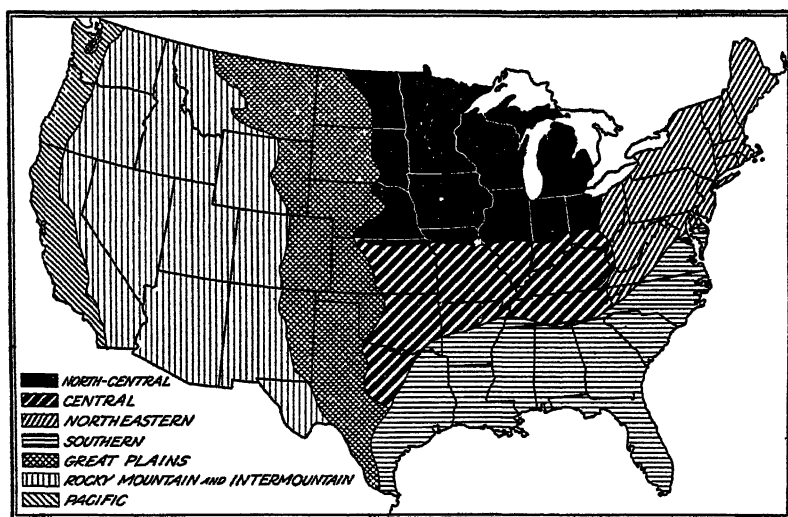 NORTH-CENTRAL
CENTRAL
NORTHEASTERN
SOUTHERN
GREAT PLAINS
ROCKY MOUNTAIN AND INTERMOUNTAIN
PACIFIC